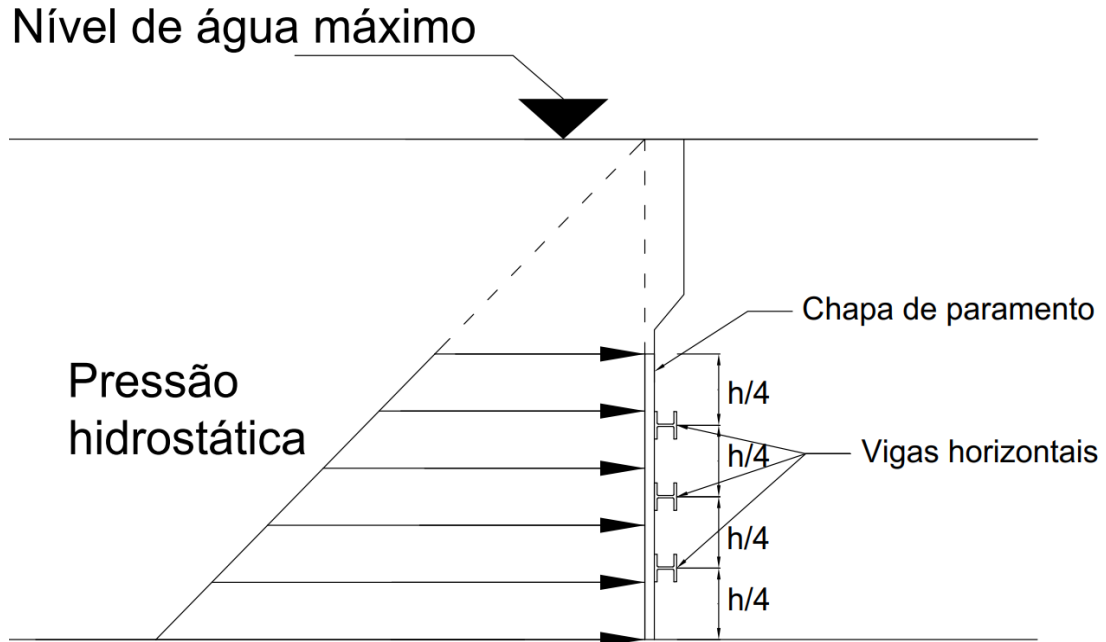 Nível de água máximo
Chapa de paramento
Pressão
hidrostática
h/4
h/4
Vigas horizontais
h/4
h/4